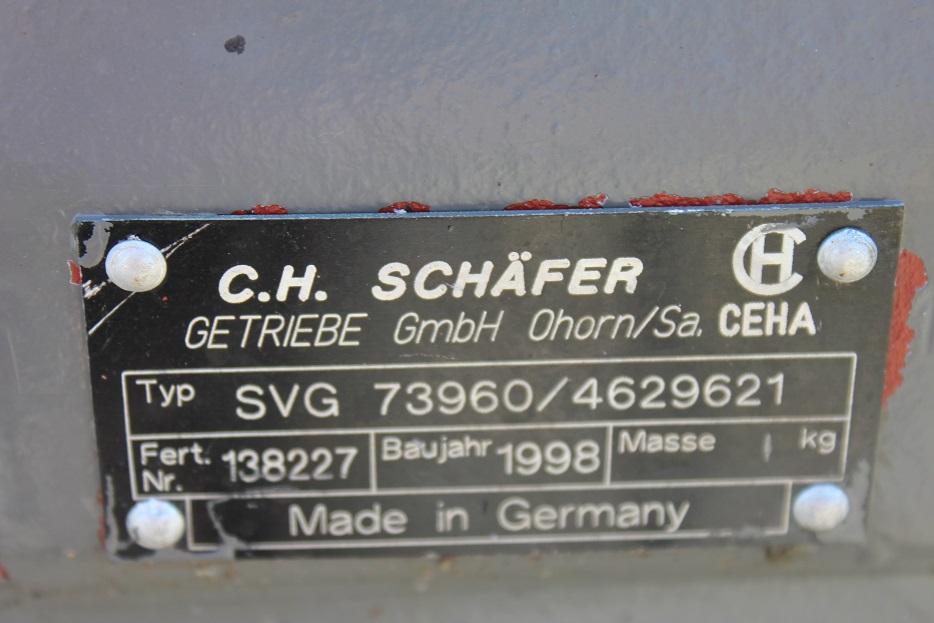 C.H. SCHÄFER
GETRIEBE GmbH Ohorn/Sa. CEHA
Typ SVG 73960/4629621
Fert. Nr. 138227 Baujahr 1998 Masse kg
Made in Germany